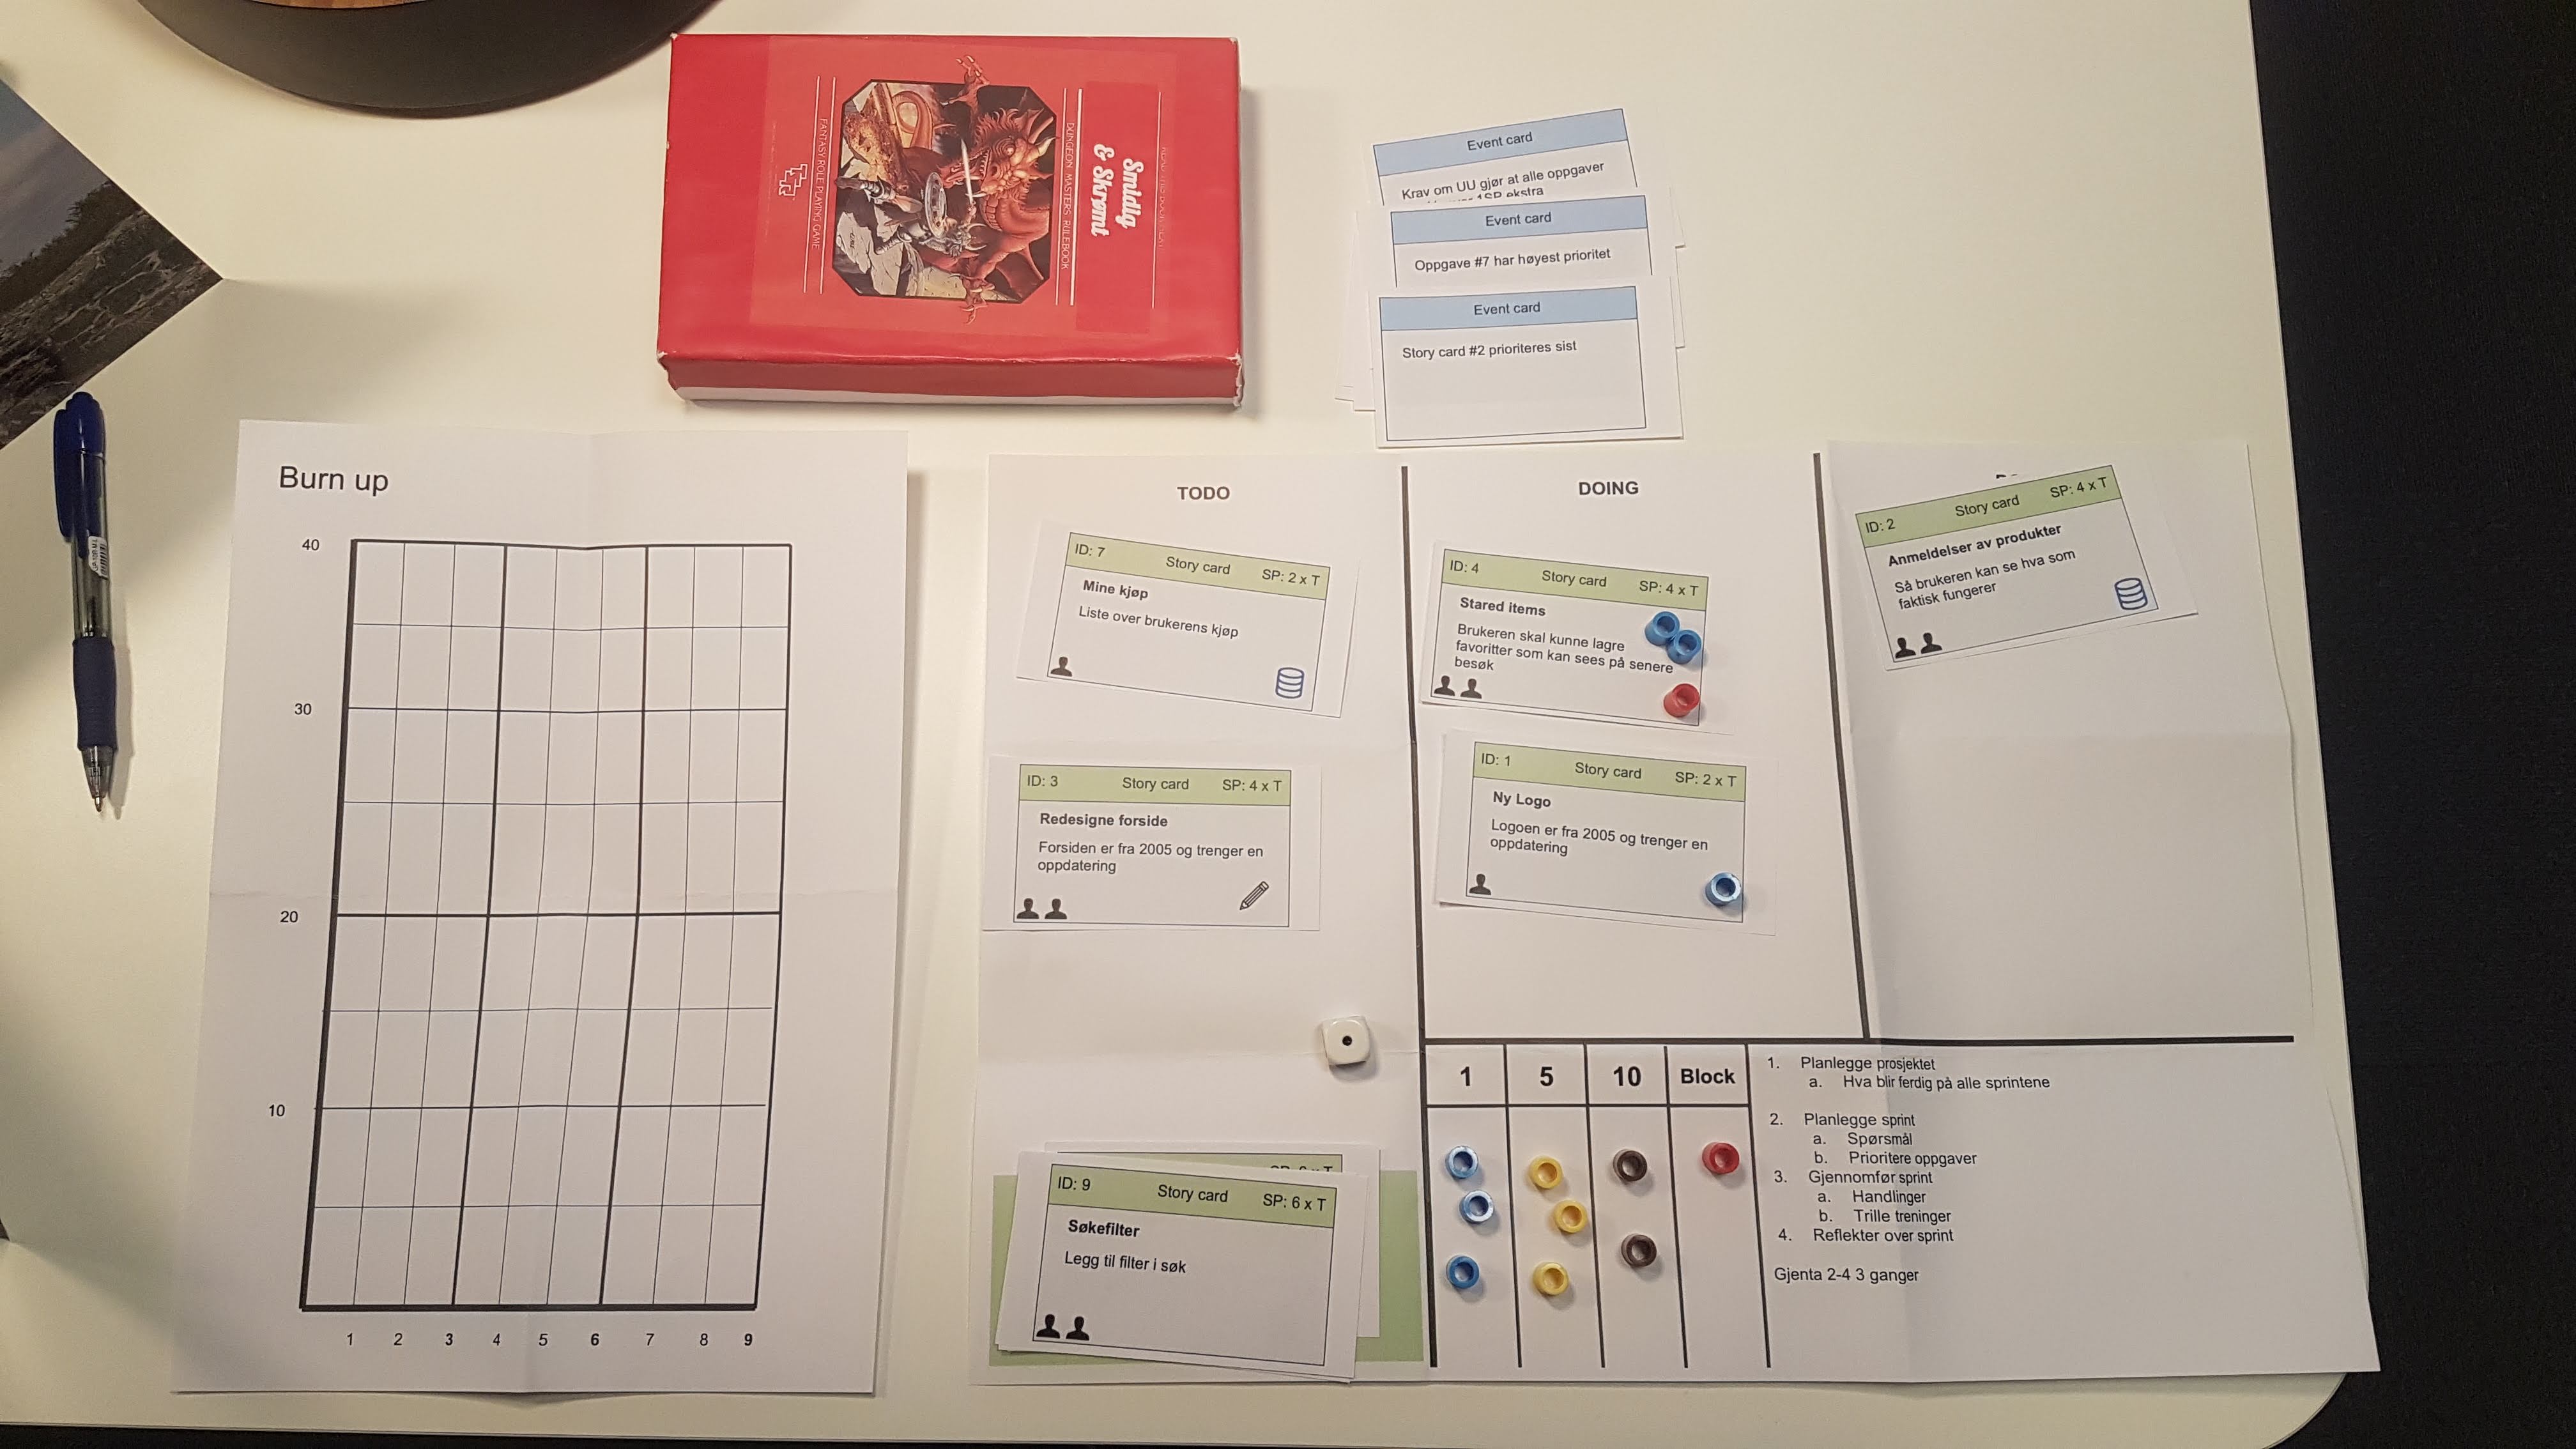 Burn up
40
30
20
10
1 2 3 4 5 6 7 8 9
FANTASY ROLE PLAYING GAME
DUNGEON MASTERS RULEBOOK
Smidig
& Skrømt
Event card
Krav om UU gjør at alle oppgaver
ekstra
Event card
Oppgave #7 har høyest prioritet
Event card
Story card #2 prioriteres sist
TODO
ID: 7 Story card SP: 2 x T
Mine kjøp
Liste over brukerens kjøp
ID: 3 Story card SP: 4 x T
Redesigne forside
Forsiden er fra 2005 og trenger en
oppdatering
ID: 9 Story card SP: 6 x T
Søkefilter
Legg til filter i søk
DOING
ID: 4 Story card SP: 4 x T
Stared items
Brukeren skal kunne lagre
favoritter som kan sees på senere
besøk
ID: 1 Story card SP: 2 x T
Ny Logo
Logoen er fra 2005 og trenger en
oppdatering
ID: 2 Story card SP: 4 x T
Anmeldelser av produkter
Så brukeren kan se hva som
faktisk fungerer
1 5 10 Block
1. Planlegge prosjektet
a. Hva blir ferdig på alle sprintene
2. Planlegge sprint
a. Spørsmål
b. Prioritere oppgaver
3. Gjennomfør sprint
a. Handlinger
b. Trille treninger
4. Reflekter over sprint
Gjenta 2-4 3 ganger